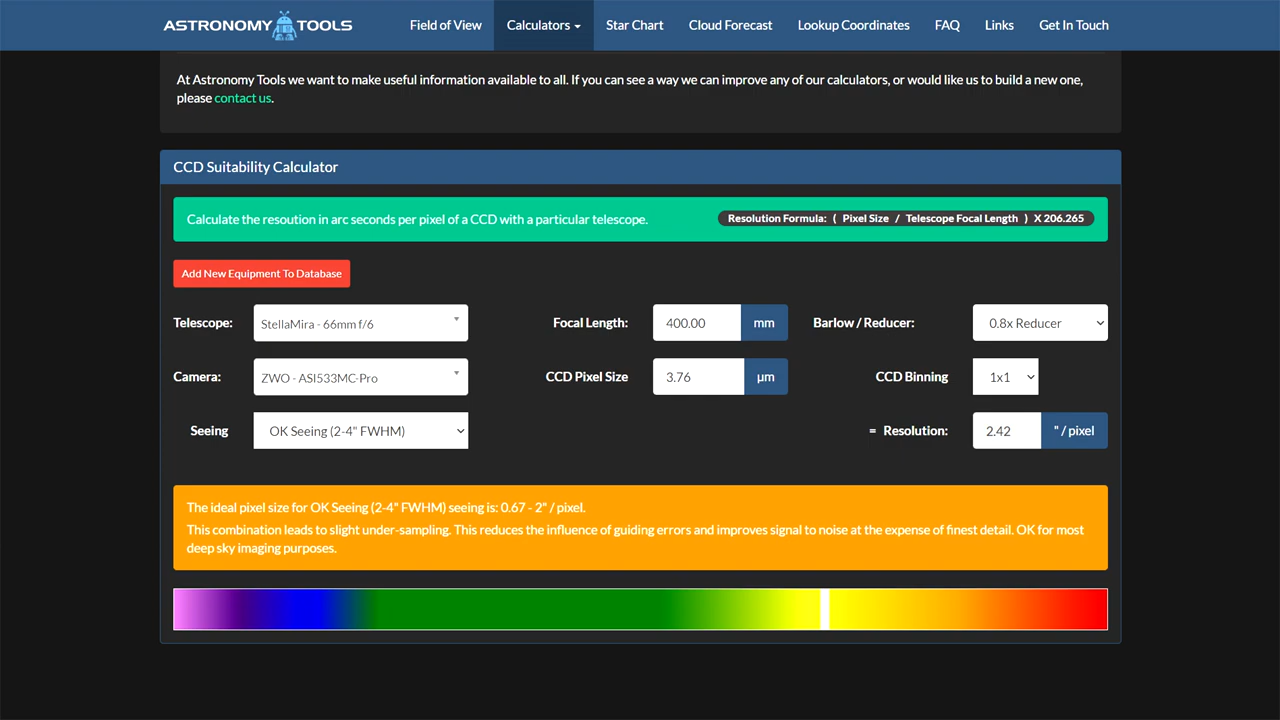 ASTRONOMY TOOLS
Field of View
Calculators
Star Chart
Cloud Forecast
Lookup Coordinates
FAQ
Links
Get In Touch
At Astronomy Tools we want to make useful information available to all. If you can see a way we can improve any of our calculators, or would like us to build a new one,
please contact us.
CCD Suitability Calculator
Calculate the resoution in arc seconds per pixel of a CCD with a particular telescope.
Resolution Formula: ( Pixel Size / Telescope Focal Length ) X 206.265
Add New Equipment To Database
Telescope:
StellaMira - 66mm f/6
Focal Length:
400.00
mm
Barlow / Reducer:
0.8x Reducer
Camera:
ZWO - ASI533MC-Pro
CCD Pixel Size
3.76
µm
CCD Binning
1x1
Seeing
OK Seeing (2-4" FWHM)
= Resolution:
2.42
" / pixel
The ideal pixel size for OK Seeing (2-4" FWHM) seeing is: 0.67 - 2" / pixel.
This combination leads to slight under-sampling. This reduces the influence of guiding errors and improves signal to noise at the expense of finest detail. OK for most
deep sky imaging purposes.